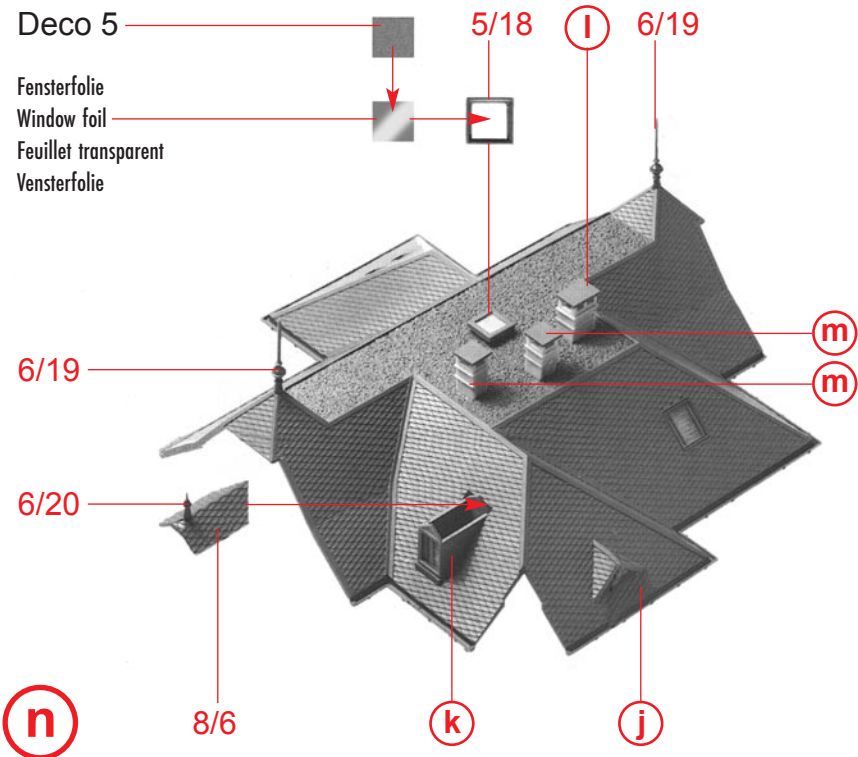 Deco 5
5/18
l
6/19
Fensterfolie
Window foil
Feuillet transparent
Vensterfolie
m
6/19
m
6/20
n
8/6
k
j